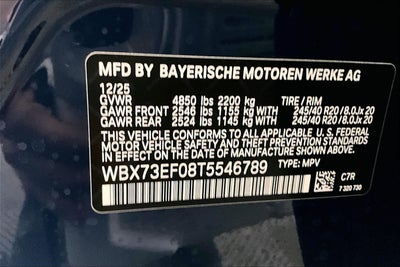 MFD BY BAYERISCHE MOTOREN WERKE AG
12/25
GVWR 4850 lbs 2200 kg TIRE / RIM
GAWR FRONT 2546 lbs 1155 kg WITH 245/40 R20 / 8.0Jx 20
GAWR REAR 2524 lbs 1145 kg WITH 245/40 R20 / 8.0Jx 20
THIS VEHICLE CONFORMS TO ALL APPLICABLE U.S. FEDERAL
MOTOR VEHICLE SAFETY AND THEFT PREVENTION STANDARDS
IN EFFECT ON THE DATE OF MANUFACTURE SHOWN ABOVE.
WBX73EF08T5546789 TYPE: MPV
C7R
7 320 730